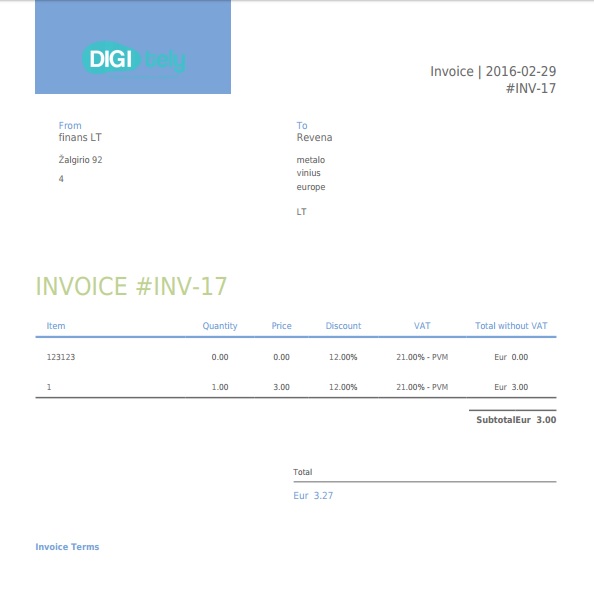 DIGI tiely
Invoice | 2016-02-29
#INV-17
From
finans LT
Žalgirio 92
4
To
Revena
metalo
vinius
europe
LT
INVOICE #INV-17
Item Quantity Price Discount VAT Total without VAT
123123 0.00 0.00 12.00% 21.00% - PVM Eur 0.00
1 1.00 3.00 12.00% 21.00% - PVM Eur 3.00
SubtotalEur 3.00
Total
Eur 3.27
Invoice Terms